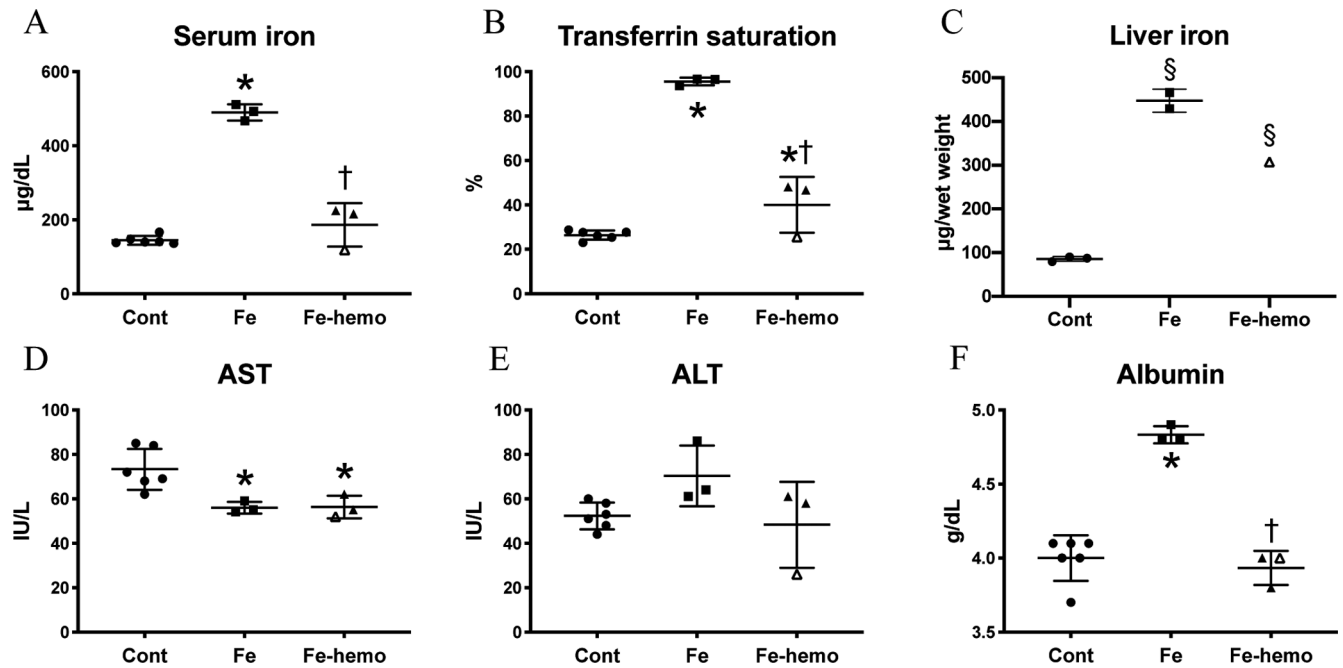 A
Serum iron
µg/dL
600
400
200
0
*
†
Cont Fe Fe-hemo
B
Transferrin saturation
%
100
80
60
40
20
0
*
*†
Cont Fe Fe-hemo
C
Liver iron
µg/wet weight
500
400
300
200
100
0
§
§
Cont Fe Fe-hemo
D
AST
IU/L
100
80
60
40
20
0
*
*
Cont Fe Fe-hemo
E
ALT
IU/L
100
80
60
40
20
0
Cont Fe Fe-hemo
F
Albumin
g/dL
5.0
4.5
4.0
3.5
*
†
Cont Fe Fe-hemo